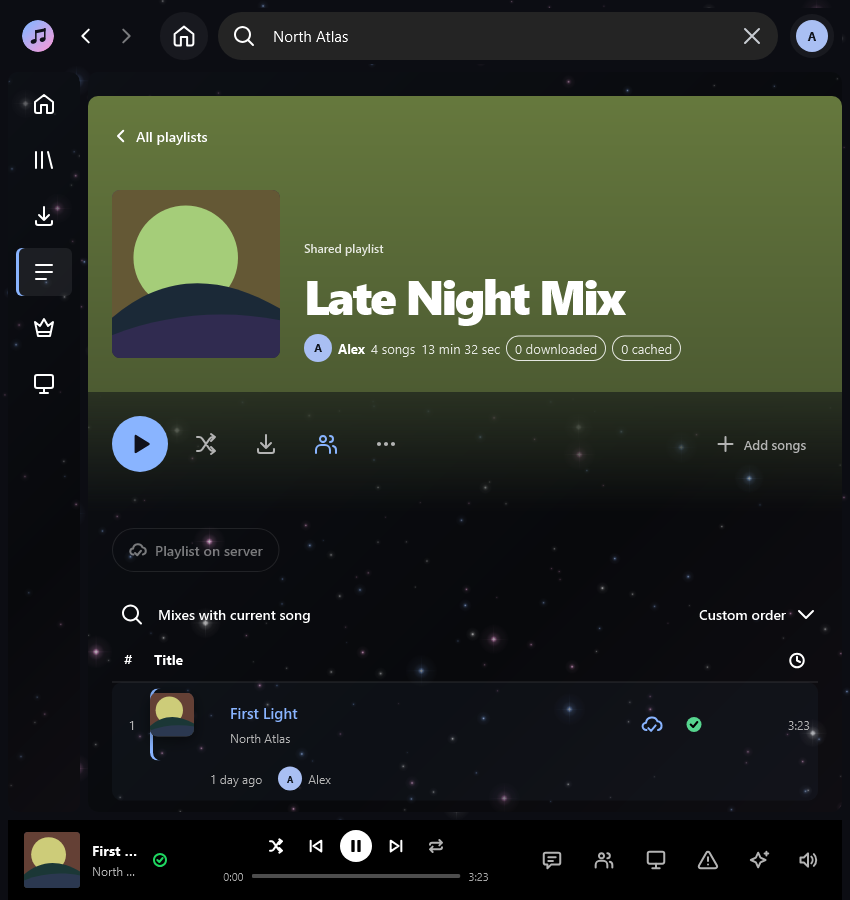 North Atlas
A
All playlists
Shared playlist
Late Night Mix
A Alex 4 songs 13 min 32 sec 0 downloaded 0 cached
Add songs
Playlist on server
Mixes with current song
Custom order
# Title
1
First Light
North Atlas
3:23
1 day ago A Alex
First ...
North ...
0:00
3:23